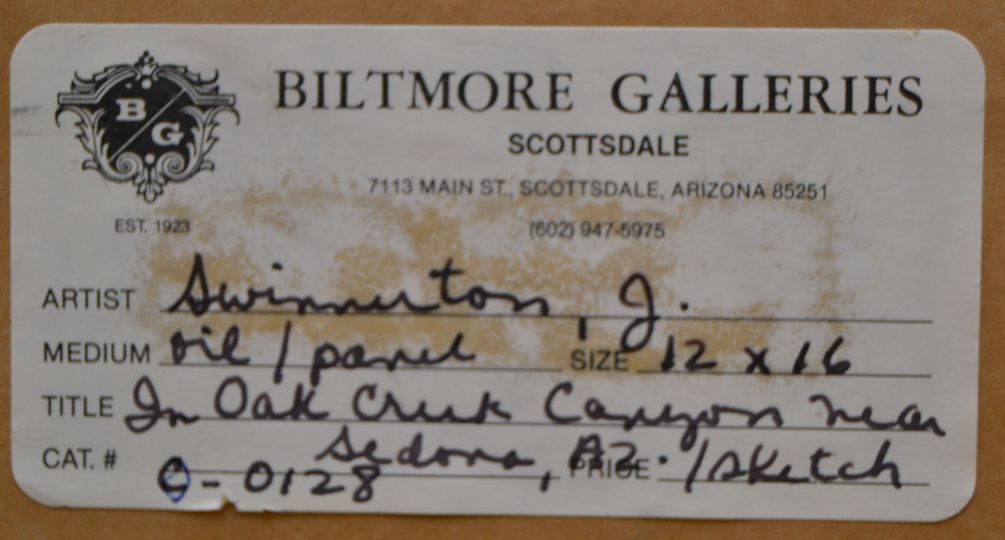 BG
BILTMORE GALLERIES
SCOTTSDALE
7113 MAIN ST., SCOTTSDALE, ARIZONA 85251
EST. 1923
(602) 947-5975
ARTIST Swinnerton, J.
MEDIUM oil / panel SIZE 12 x 16
TITLE In Oak Creek Canyon near
Sedona, AZ. / sketch
CAT. # C-0128 PRICE